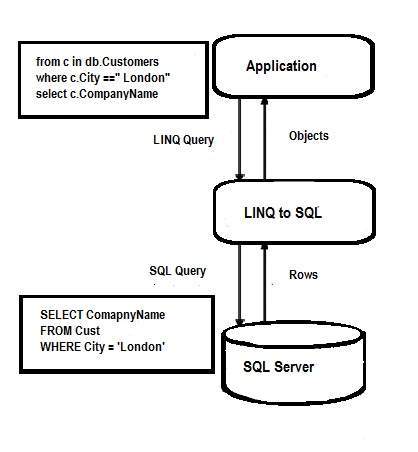 from c in db.Customers
where c.City ==" London"
select c.CompanyName
Application
LINQ Query
Objects
LINQ to SQL
SQL Query
Rows
SELECT ComapnyName
FROM Cust
WHERE City = 'London'
SQL Server